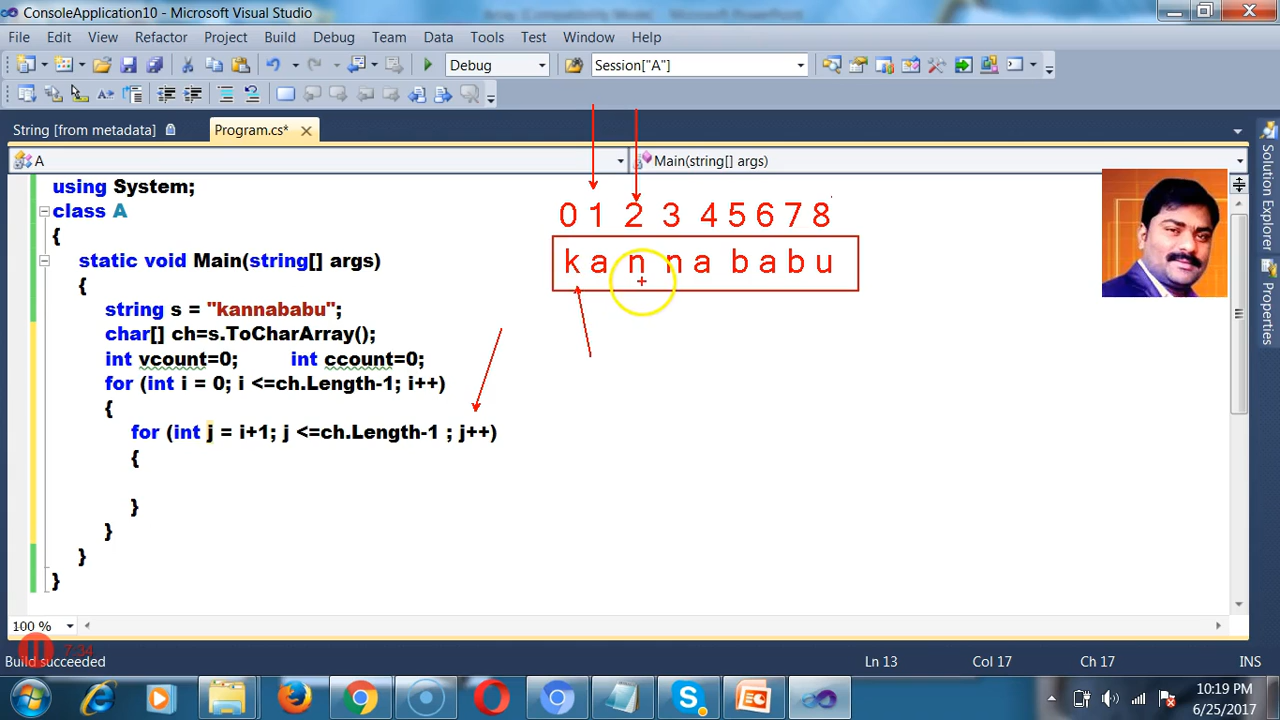 ConsoleApplication10 - Microsoft Visual Studio
File Edit View Refactor Project Build Debug Team Data Tools Test Window Help
Debug Session["A"]
String [from metadata] Program.cs*
A Main(string[] args)
using System;
class A
{
static void Main(string[] args)
{
string s = "kannababu";
char[] ch=s.ToCharArray();
int vcount=0; int ccount=0;
for (int i = 0; i <=ch.Length-1; i++)
{
for (int j = i+1; j <=ch.Length-1 ; j++)
{
}
}
}
}
0 1 2 3 4 5 6 7 8
k a n n a b a b u
Solution Explorer
Properties
100 %
7:34
Build succeeded Ln 13 Col 17 Ch 17 INS
10:19 PM
6/25/2017